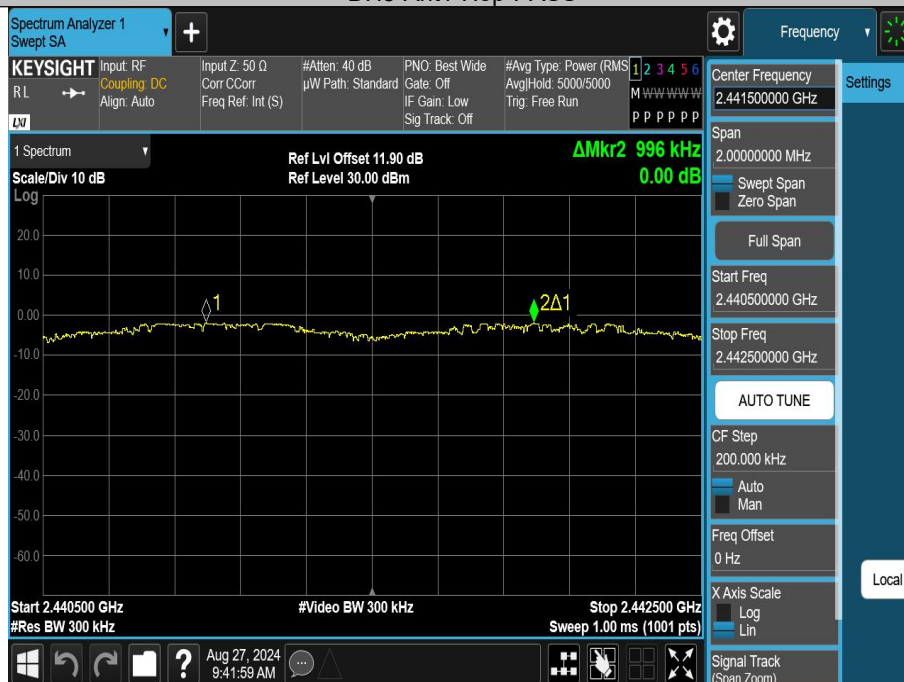 Spectrum Analyzer 1
Swept SA
Frequency
KEYSIGHT
RL
LXI
Input: RF
Coupling: DC
Align: Auto
Input Z: 50 Ω
Corr CCorr
Freq Ref: Int (S)
#Atten: 40 dB
µW Path: Standard
PNO: Best Wide
Gate: Off
IF Gain: Low
Sig Track: Off
#Avg Type: Power (RMS
Avg|Hold: 5000/5000
Trig: Free Run
1 2 3 4 5 6
M W W W W W
P P P P P P
Center Frequency
2.441500000 GHz
Settings
Span
2.00000000 MHz
Swept Span
Zero Span
Full Span
Start Freq
2.440500000 GHz
Stop Freq
2.442500000 GHz
AUTO TUNE
CF Step
200.000 kHz
Auto
Man
Freq Offset
0 Hz
Local
X Axis Scale
Log
Lin
Signal Track
(Span Zoom)
1 Spectrum
Scale/Div 10 dB
Ref Lvl Offset 11.90 dB
Ref Level 30.00 dBm
ΔMkr2 996 kHz
0.00 dB
Log
20.0
10.0
0.00
-10.0
-20.0
-30.0
-40.0
-50.0
-60.0
1
2Δ1
Start 2.440500 GHz
#Video BW 300 kHz
Stop 2.442500 GHz
#Res BW 300 kHz
Sweep 1.00 ms (1001 pts)
Aug 27, 2024
9:41:59 AM